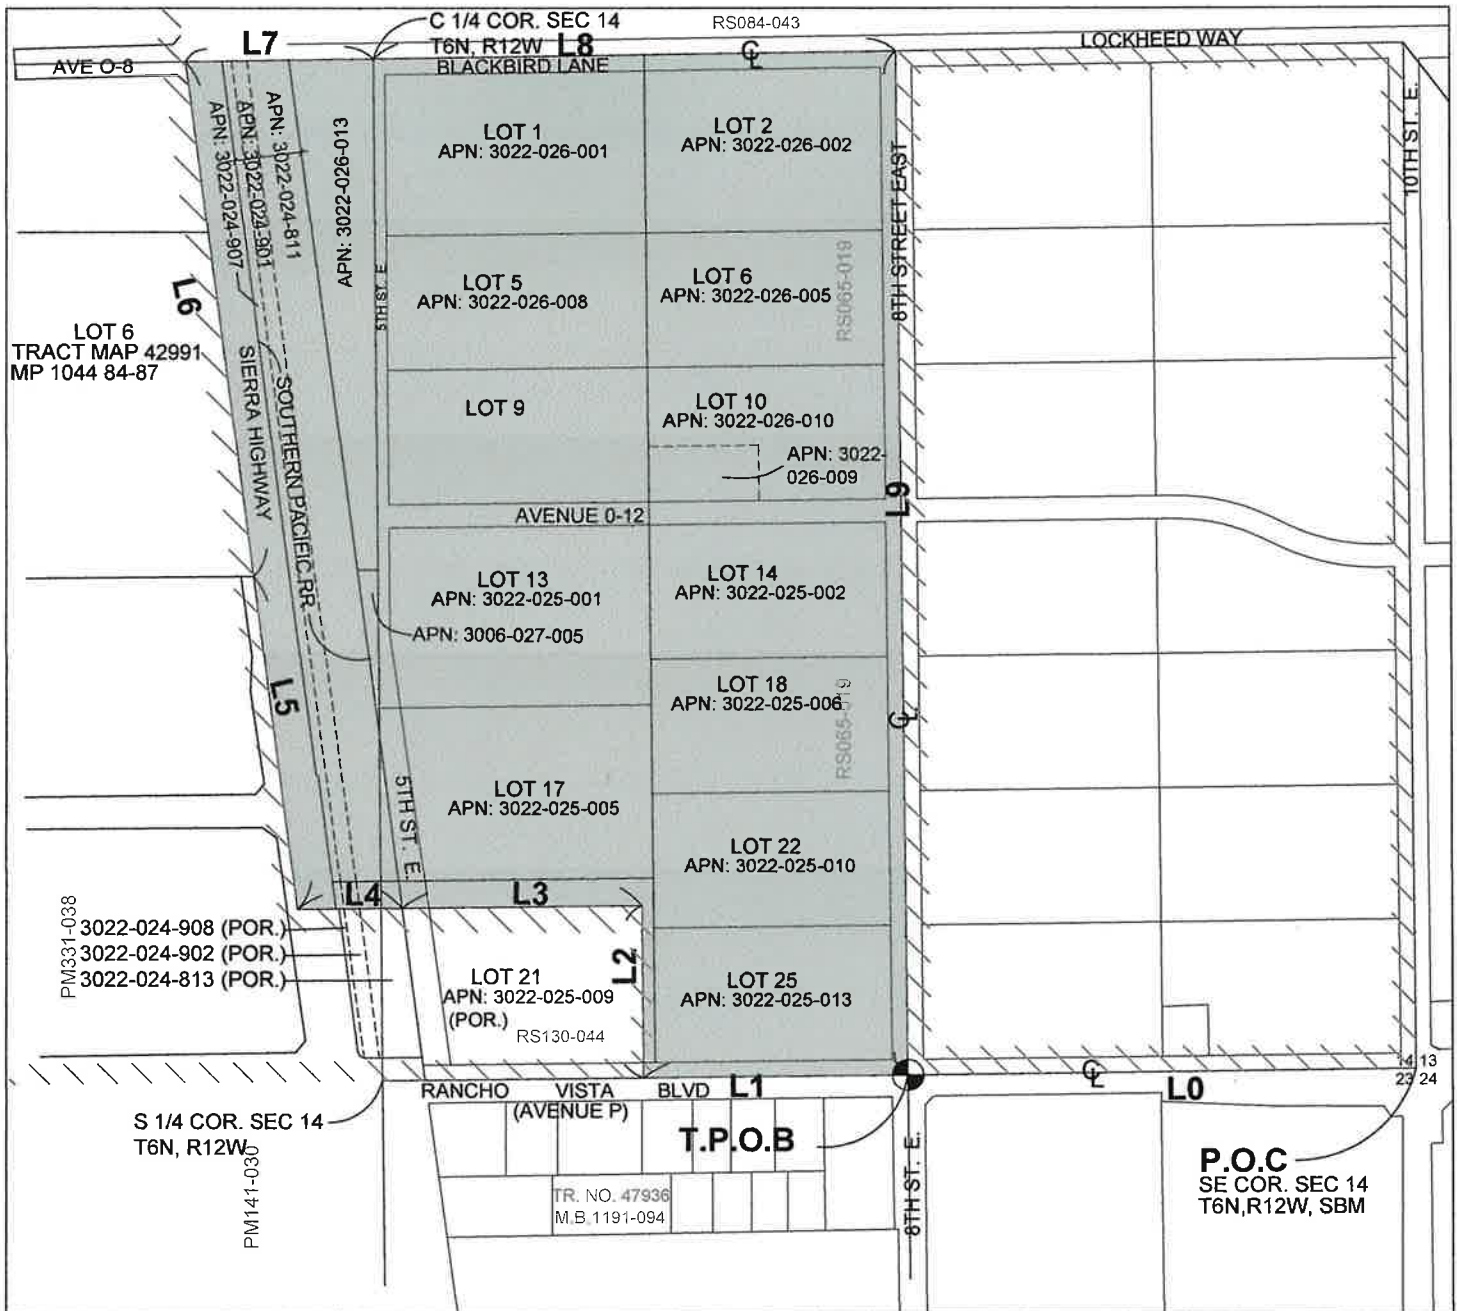 C 1/4 COR. SEC 14
T6N, R12W
RS084-043
L7
L8
CL
LOCKHEED WAY
AVE O-8
BLACKBIRD LANE
10TH ST. E.
APN: 3022-024-907
APN: 3022-024-901
APN: 3022-024-811
APN: 3022-026-013
LOT 1
APN: 3022-026-001
LOT 2
APN: 3022-026-002
8TH STREET EAST
5TH ST. E
LOT 5
APN: 3022-026-008
LOT 6
APN: 3022-026-005
RS065-019
L6
LOT 6
TRACT MAP 42991
MP 1044 84-87
SIERRA HIGHWAY
SOUTHERN PACIFIC RR
LOT 9
LOT 10
APN: 3022-026-010
APN: 3022-
026-009
L9
AVENUE 0-12
LOT 13
APN: 3022-025-001
LOT 14
APN: 3022-025-002
APN: 3006-027-005
L5
LOT 18
APN: 3022-025-006
RS065-019
CL
5TH ST. E.
LOT 17
APN: 3022-025-005
LOT 22
APN: 3022-025-010
L4
L3
L2
PM331-038
3022-024-908 (POR.)
3022-024-902 (POR.)
3022-024-813 (POR.)
LOT 21
APN: 3022-025-009
(POR.)
RS130-044
LOT 25
APN: 3022-025-013
14 13
23 24
CL
RANCHO VISTA BLVD
(AVENUE P)
L1
L0
S 1/4 COR. SEC 14
T6N, R12W
PM141-030
T.P.O.B
8TH ST. E.
P.O.C
SE COR. SEC 14
T6N,R12W, SBM
TR. NO. 47936
M.B. 1191-094